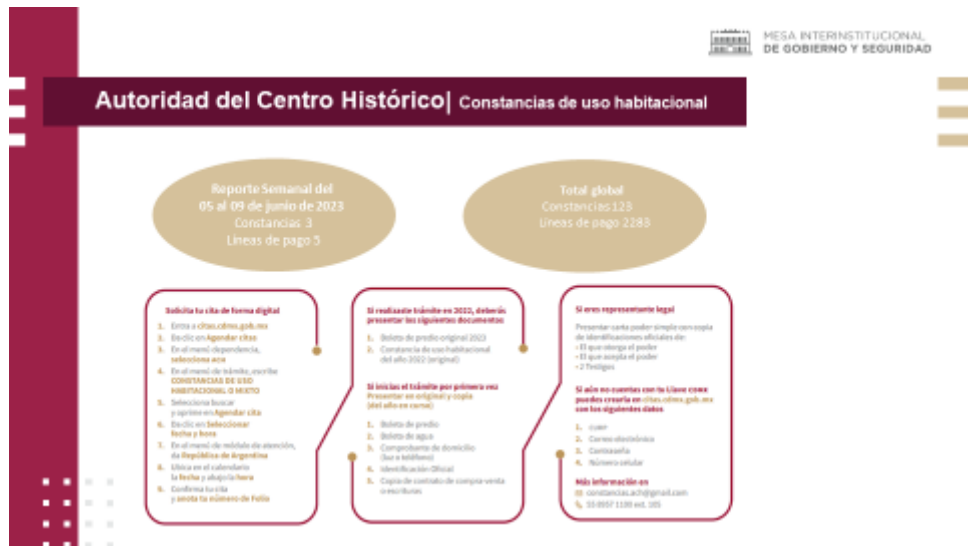 MESA INTERINSTITUCIONAL
DE GOBIERNO Y SEGURIDAD
Autoridad del Centro Histórico| Constancias de uso habitacional
Reporte Semanal del
05 al 09 de junio de 2023
Constancias 3
Líneas de pago 5
Total global
Constancias 123
Líneas de pago 2283
Solicita tu cita de forma digital
1. Entra a citas.cdmx.gob.mx
2. Da clic en Agendar citas
3. En el menú dependencia,
selecciona ACH
4. En el menú de trámite, escribe
CONSTANCIAS DE USO
HABITACIONAL O MIXTO
5. Selecciona buscar
y oprime en Agendar cita
6. Da clic en Seleccionar
fecha y hora
7. En el menú de módulo de atención,
da República de Argentina
8. Ubica en el calendario
la fecha y abajo la hora
9. Confirma tu cita
y anota tu número de Folio
Si realizaste trámite en 2022, deberás
presentar los siguientes documentos
1. Boleta de predio original 2023
2. Constancia de uso habitacional
del año 2022 (original)
Si inicias el trámite por primera vez
Presentar en original y copia
(del año en curso)
1. Boleta de predio
2. Boleta de agua
3. Comprobante de domicilio
(luz o teléfono)
4. Identificación Oficial
5. Copia de contrato de compra-venta
o escrituras
Si eres representante legal
Presentar carta poder simple con copia
de identificaciones oficiales de:
• El que otorga el poder
• El que acepta el poder
• 2 Testigos
Si aún no cuentas con tu Llave CDMX
puedes crearla en citas.cdmx.gob.mx
con los siguientes datos
1. CURP
2. Correo electrónico
3. Contraseña
4. Número celular
Más información en
constancias.ach@gmail.com
55 8957 1100 ext. 105